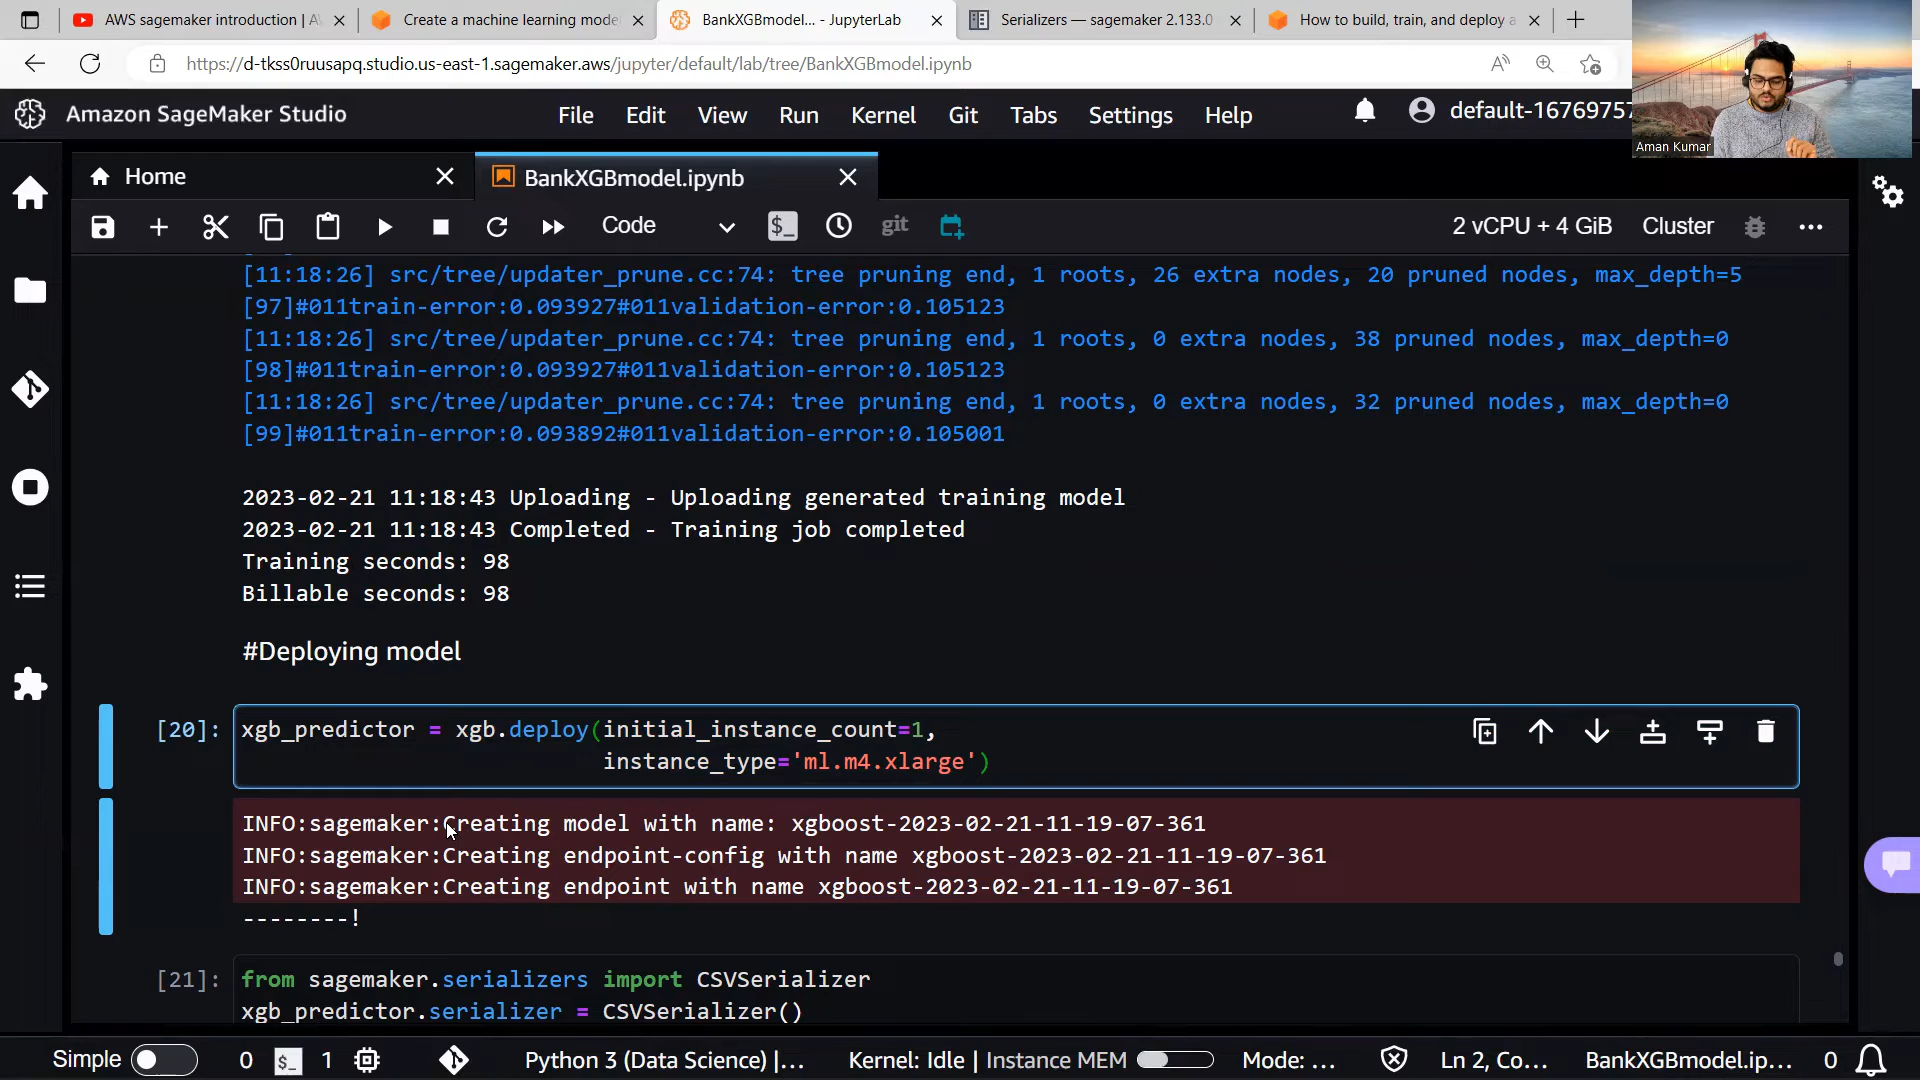 AWS sagemaker introduction | A
Create a machine learning mode
BankXGBmodel... - JupyterLab
Serializers — sagemaker 2.133.0
How to build, train, and deploy a
https://d-tkss0ruusapq.studio.us-east-1.sagemaker.aws/jupyter/default/lab/tree/BankXGBmodel.ipynb
Aman Kumar
Amazon SageMaker Studio
File Edit View Run Kernel Git Tabs Settings Help
default-16769757
Home
BankXGBmodel.ipynb
Code
git
2 vCPU + 4 GiB
Cluster
[11:18:26] src/tree/updater_prune.cc:74: tree pruning end, 1 roots, 26 extra nodes, 20 pruned nodes, max_depth=5
[97]#011train-error:0.093927#011validation-error:0.105123
[11:18:26] src/tree/updater_prune.cc:74: tree pruning end, 1 roots, 0 extra nodes, 38 pruned nodes, max_depth=0
[98]#011train-error:0.093927#011validation-error:0.105123
[11:18:26] src/tree/updater_prune.cc:74: tree pruning end, 1 roots, 0 extra nodes, 32 pruned nodes, max_depth=0
[99]#011train-error:0.093892#011validation-error:0.105001
2023-02-21 11:18:43 Uploading - Uploading generated training model
2023-02-21 11:18:43 Completed - Training job completed
Training seconds: 98
Billable seconds: 98
#Deploying model
[20]: xgb_predictor = xgb.deploy(initial_instance_count=1,
instance_type='ml.m4.xlarge')
INFO:sagemaker:Creating model with name: xgboost-2023-02-21-11-19-07-361
INFO:sagemaker:Creating endpoint-config with name xgboost-2023-02-21-11-19-07-361
INFO:sagemaker:Creating endpoint with name xgboost-2023-02-21-11-19-07-361
--------!
[21]: from sagemaker.serializers import CSVSerializer
xgb_predictor.serializer = CSVSerializer()
Simple 0 $_ 1 Python 3 (Data Science) |... Kernel: Idle | Instance MEM Mode: ... Ln 2, Co... BankXGBmodel.ip... 0